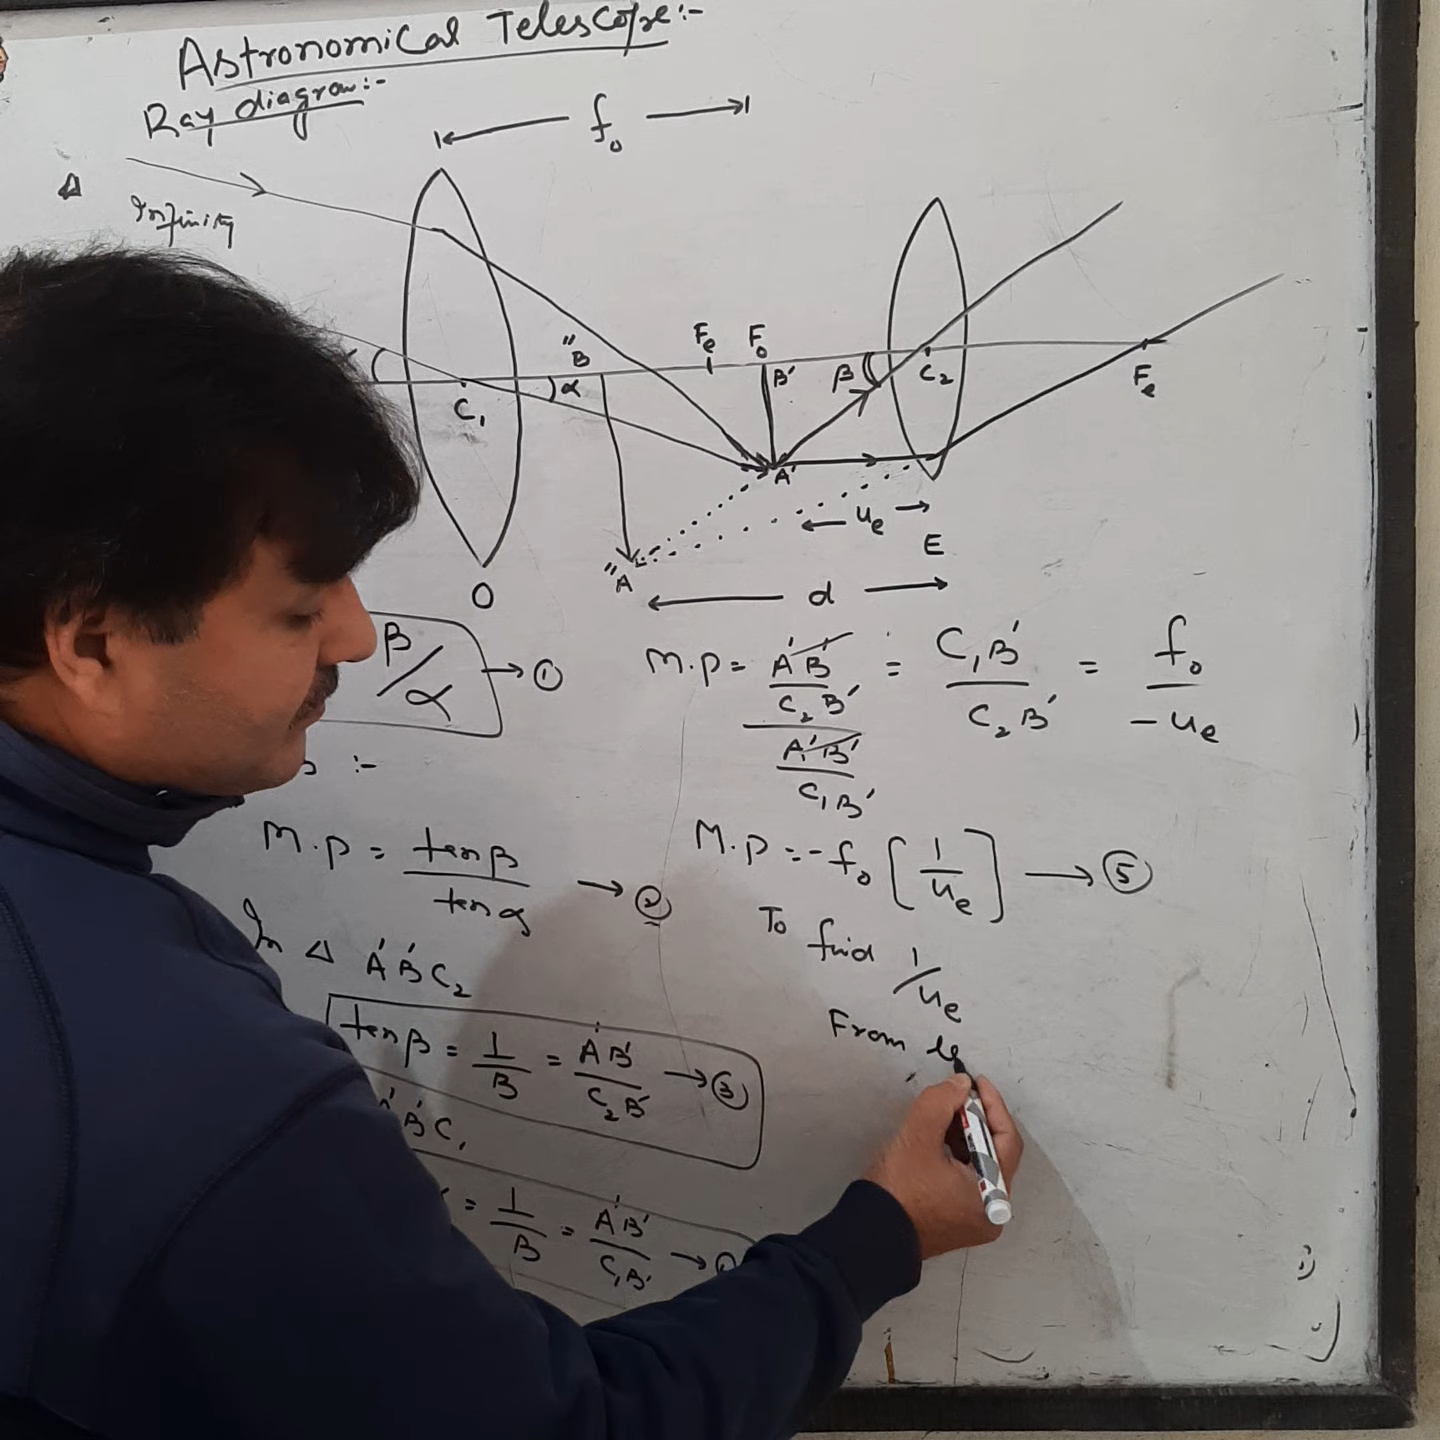 Astronomical Telescope:-
Ray diagram:-
f₀
A
Infinity
"B
Fe
F₀
B'
α
β
C₁
C₂
Fe
A'
ue
E
"A
d
O
β/α → ①
M.P = A'B'/C₂B' / A'B'/C₁B' = C₁B'/C₂B' = f₀/-ue
:-
M.P = tanβ/tanα → ②
M.P = -f₀ [1/ue] → ⑤
In Δ A'B'C₂
To find 1/ue
tanβ = L/B = A'B'/C₂B' → ③
From
'B'C₁
= L/B = A'B'/C₁B' →